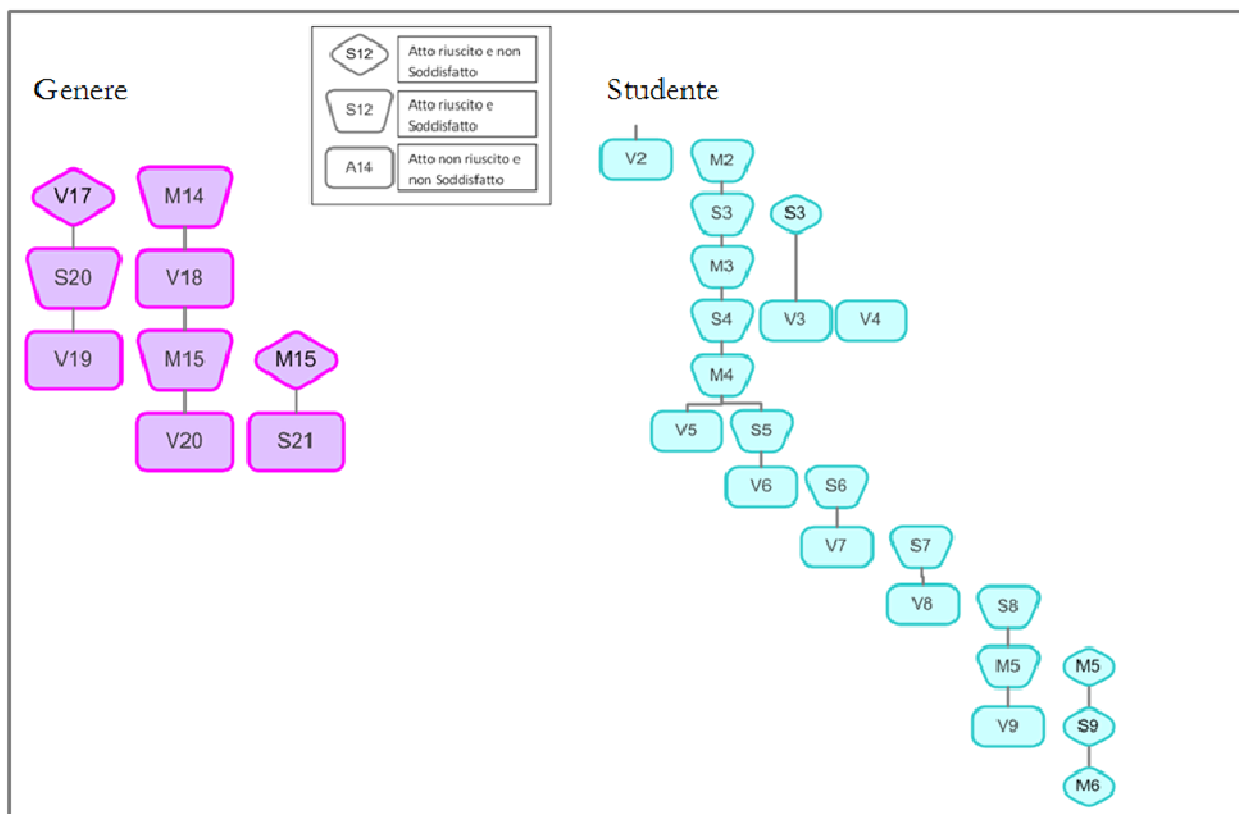 S12
Atto riuscito e non
Soddisfatto
S12
Atto riuscito e
Soddisfatto
A14
Atto non riuscito e
non Soddisfatto
Genere
V17
M14
S20
V18
V19
M15
M15
V20
S21
Studente
V2
M2
S3
S3
M3
S4
V3
V4
M4
V5
S5
V6
S6
V7
S7
V8
S8
M5
M5
V9
S9
M6